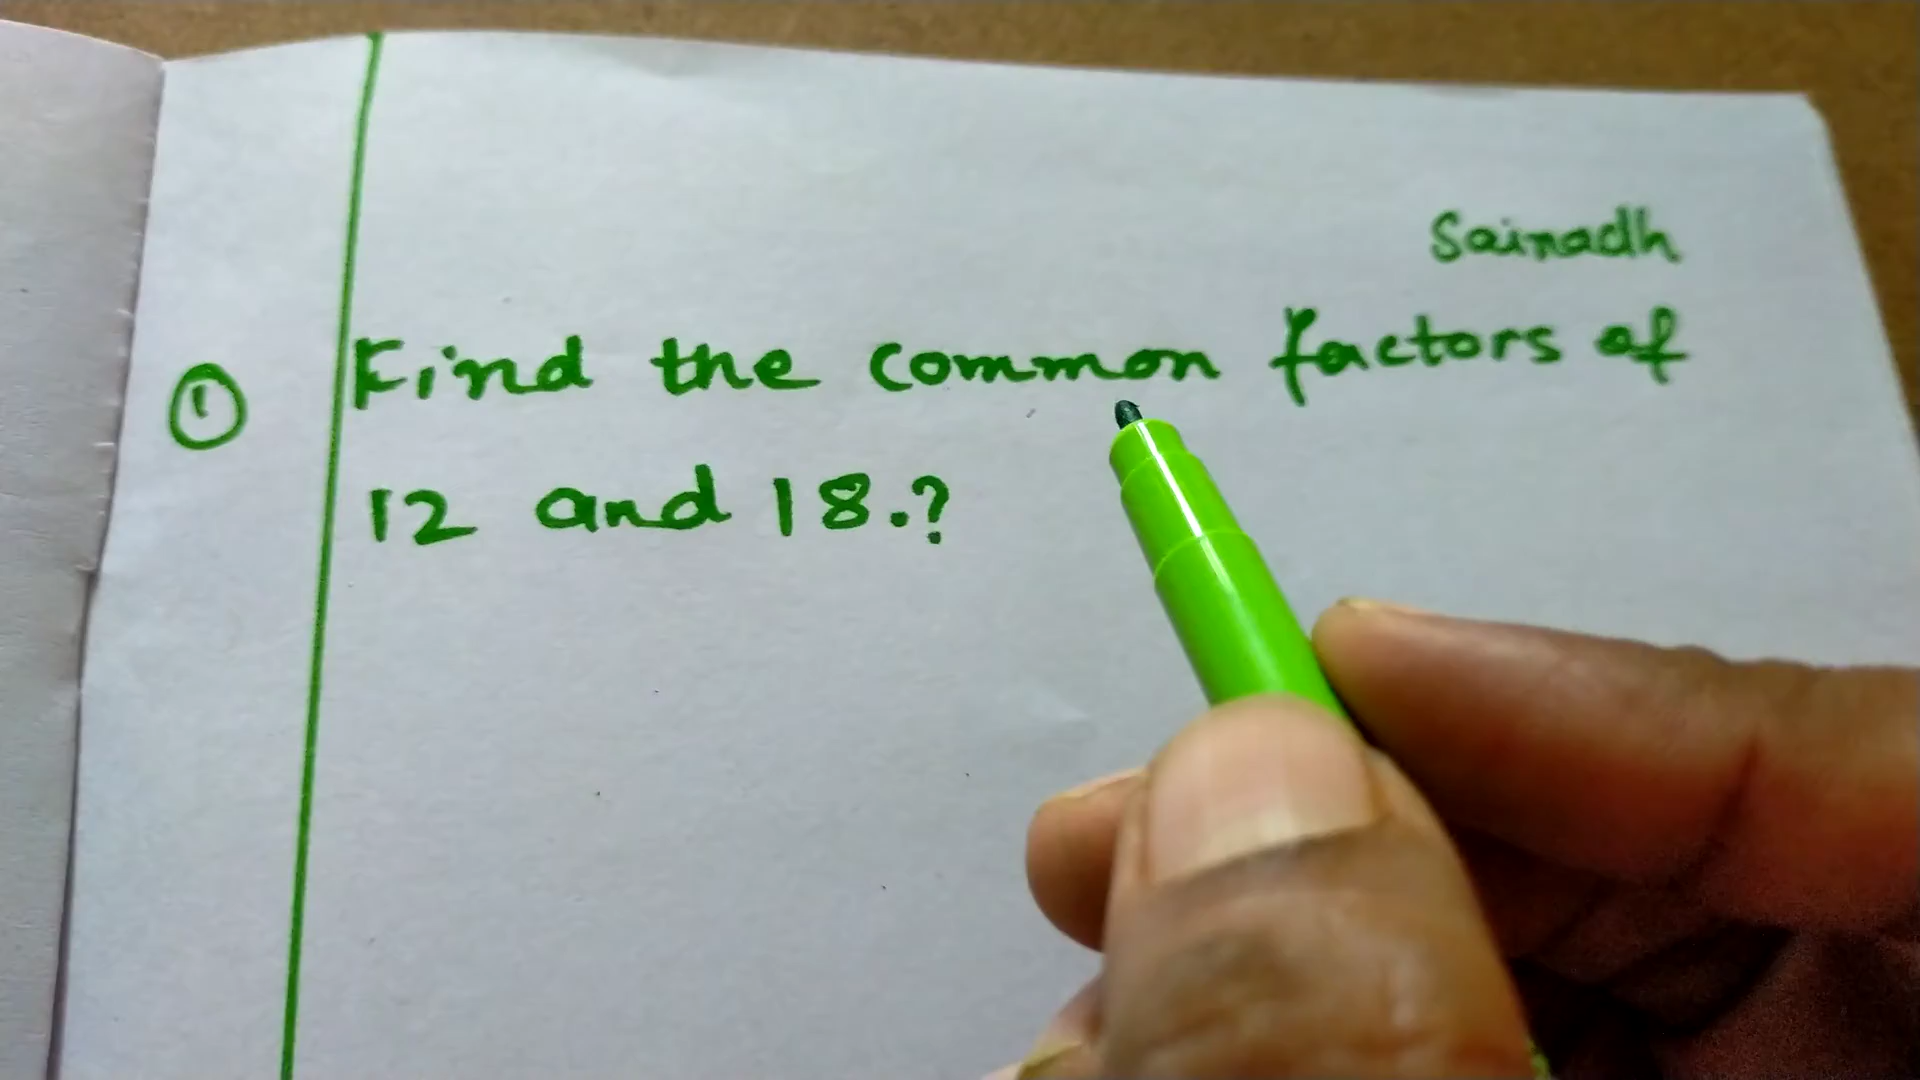 Sainadh
① Find the common factors of
12 and 18.?